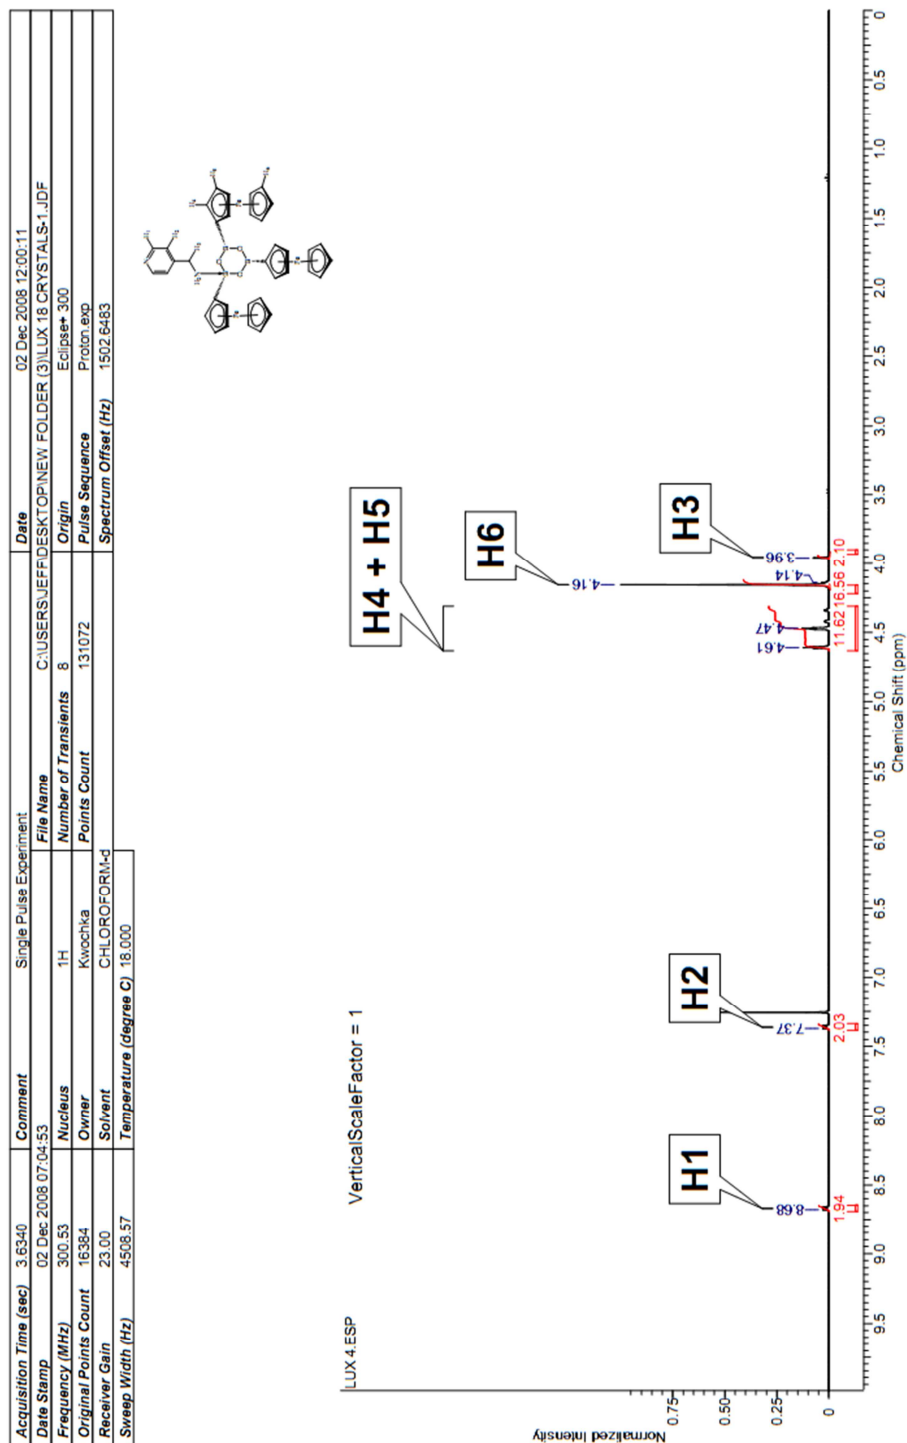 Acquisition Time (sec) 3.6340 Comment Single Pulse Experiment Date 02 Dec 2008 12:00:11
Date Stamp 02 Dec 2008 07:04:53 File Name C:\USERS\JEFF\DESKTOP\NEW FOLDER (3)\LUX 18 CRYSTALS-1.JDF
Frequency (MHz) 300.53 Nucleus 1H Number of Transients 8 Origin Eclipse+ 300
Original Points Count 16384 Owner Kwochka Points Count 131072 Pulse Sequence Proton.exp
Receiver Gain 23.00 Solvent CHLOROFORM-d Spectrum Offset (Hz) 1502.6483
Sweep Width (Hz) 4508.57 Temperature (degree C) 18.000
LUX 4.ESP
VerticalScaleFactor = 1
H4 + H5
H6
H1
H2
H3
8.68
7.37
4.61
4.47
4.16
4.14
3.96
1.94
2.03
11.62
16.56
2.10
Normalized Intensity
0.75
0.50
0.25
0
9.5 9.0 8.5 8.0 7.5 7.0 6.5 6.0 5.5 5.0 4.5 4.0 3.5 3.0 2.5 2.0 1.5 1.0 0.5 0
Chemical Shift (ppm)